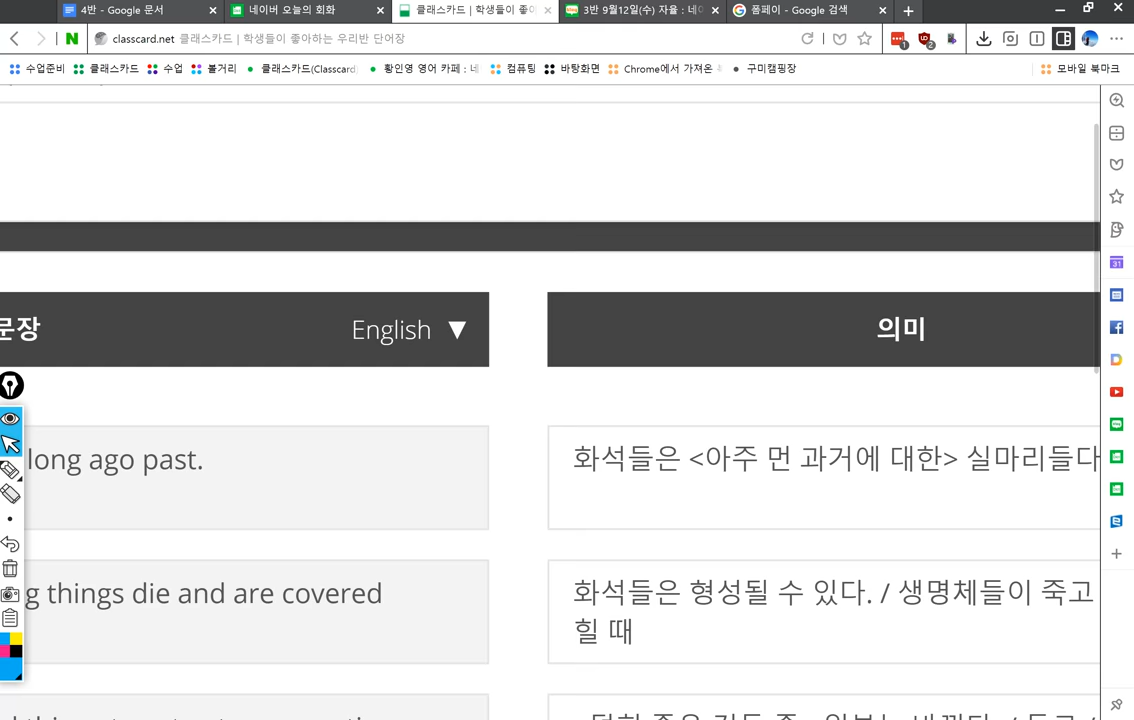 4반 - Google 문서
네이버 오늘의 회화
클래스카드 | 학생들이 좋아
3반 9월12일(수) 자율 : 네이
폼페이 - Google 검색
classcard.net 클래스카드 | 학생들이 좋아하는 우리반 단어장
1
2
수업준비
클래스카드
수업
볼거리
클래스카드(Classcard
황인영 영어 카페 : 네
컴퓨팅
바탕화면
Chrome에서 가져온
구미캠핑장
모바일 북마크
문장
English ▼
의미
long ago past.
화석들은 <아주 먼 과거에 대한> 실마리들다
g things die and are covered
화석들은 형성될 수 있다. / 생명체들이 죽고
힐 때
31